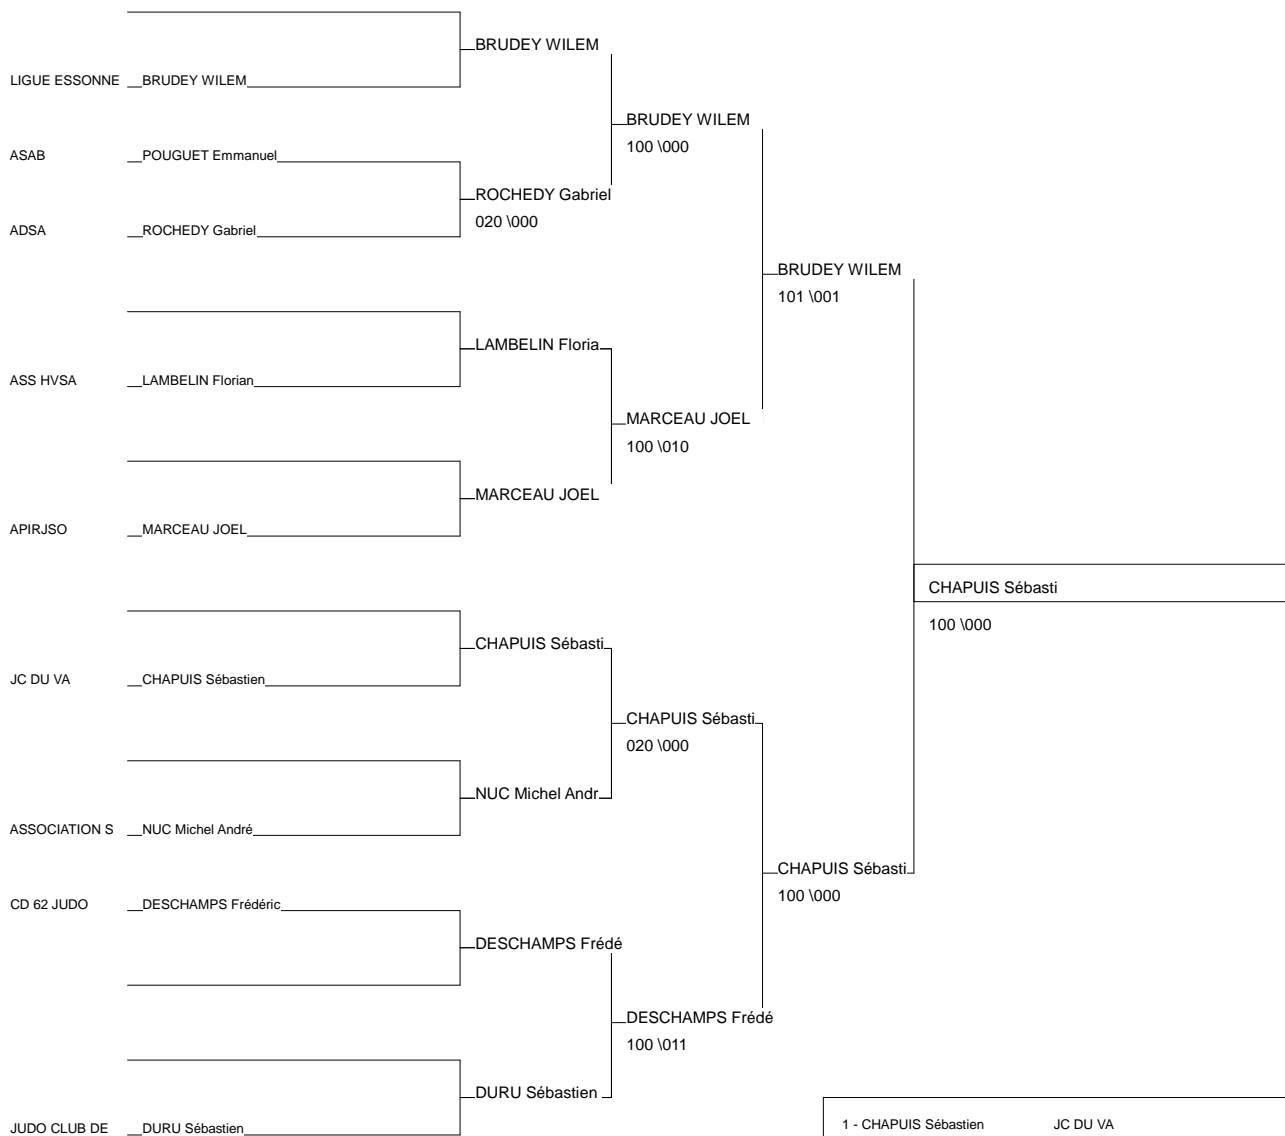 BRUDEY WILEM
LIGUE ESSONNE BRUDEY WILEM
BRUDEY WILEM
100 \000
ASAB POUGUET Emmanuel
ROCHEDY Gabriel
020 \000
ADSA ROCHEDY Gabriel
BRUDEY WILEM
101 \001
LAMBELIN Floria
ASS HVSA LAMBELIN Florian
MARCEAU JOEL
100 \010
MARCEAU JOEL
APIRJSO MARCEAU JOEL
CHAPUIS Sébasti
100 \000
CHAPUIS Sébasti
JC DU VA CHAPUIS Sébastien
CHAPUIS Sébasti
020 \000
NUC Michel Andr
ASSOCIATION S NUC Michel André
CHAPUIS Sébasti
100 \000
CD 62 JUDO DESCHAMPS Frédéric
DESCHAMPS Frédé
DESCHAMPS Frédé
100 \011
DURU Sébastien
JUDO CLUB DE DURU Sébastien
1 - CHAPUIS Sébastien JC DU VA